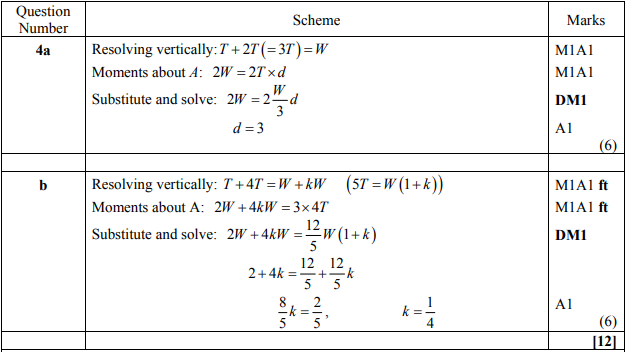 Question Number Scheme Marks
4a Resolving vertically: T + 2T (= 3T) = W M1A1
Moments about A: 2W = 2T × d M1A1
Substitute and solve: 2W = 2 W/3 d DM1
d = 3 A1
(6)
b Resolving vertically: T + 4T = W + kW (5T = W(1 + k)) M1A1 ft
Moments about A: 2W + 4kW = 3 × 4T M1A1 ft
Substitute and solve: 2W + 4kW = 12/5 W(1 + k) DM1
2 + 4k = 12/5 + 12/5 k
8/5 k = 2/5, k = 1/4 A1
(6)
[12]